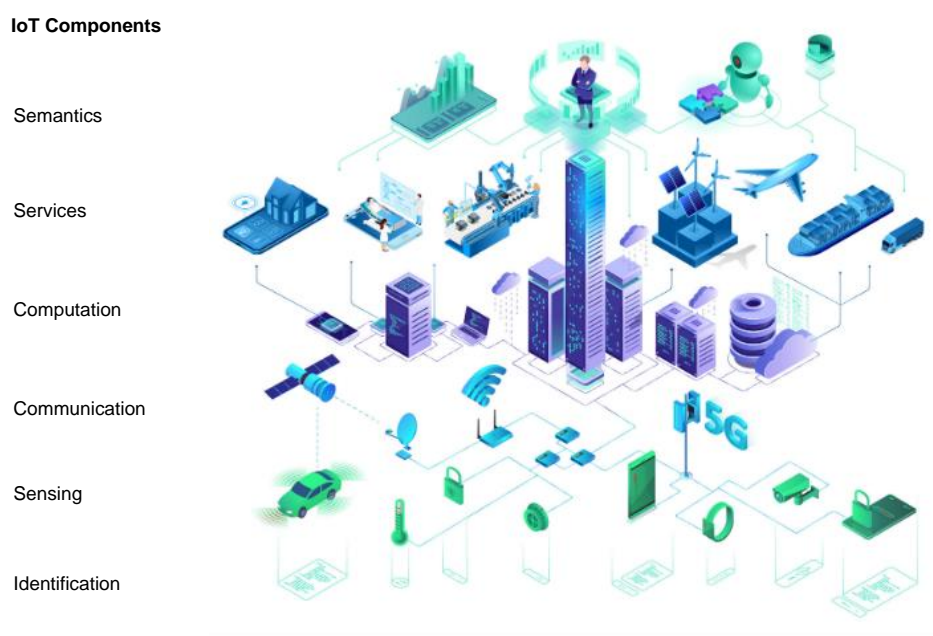 IoT Components
Semantics
Services
Computation
Communication
5G
Sensing
Identification